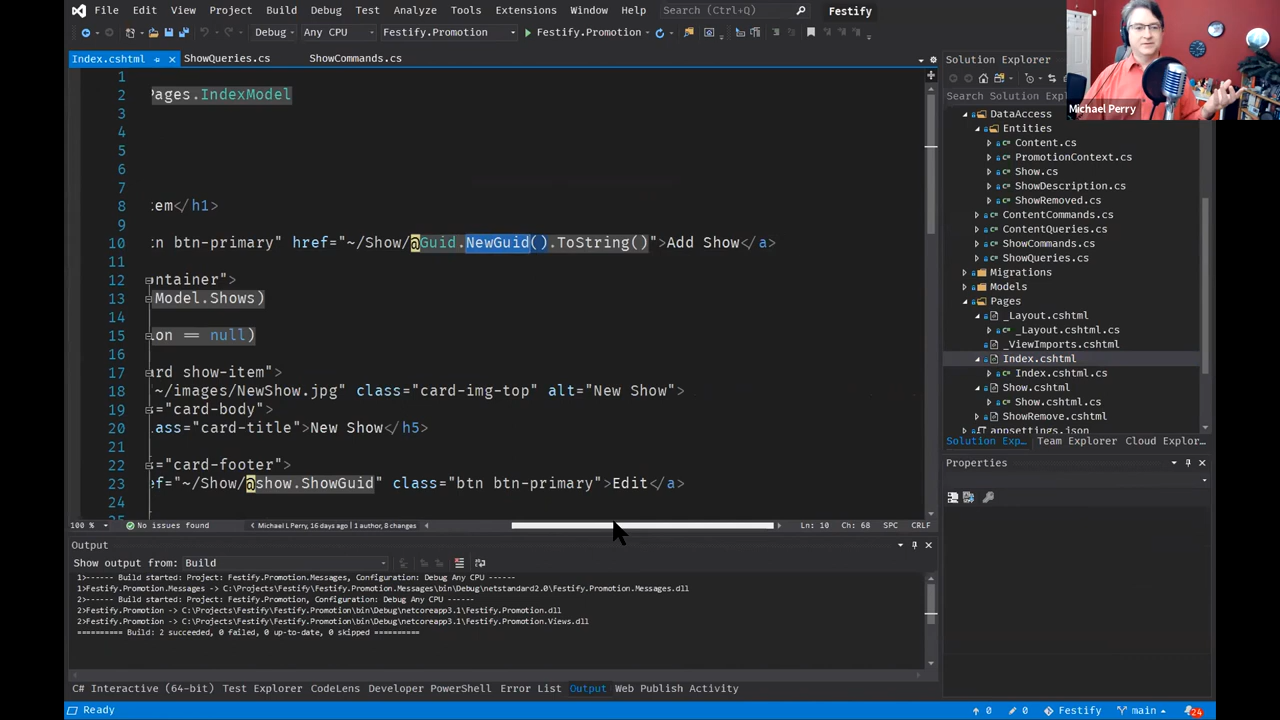 File Edit View Project Build Debug Test Analyze Tools Extensions Window Help Search (Ctrl+Q) Festify
Debug Any CPU Festify.Promotion Festify.Promotion
Index.cshtml ShowQueries.cs ShowCommands.cs
1
2 Pages.IndexModel
3
4
5
6
7
8 :em</h1>
9
10 :n btn-primary" href="~/Show/@Guid.NewGuid().ToString()">Add Show</a>
11
12 ontainer">
13 Model.Shows)
14
15 ion == null)
16
17 ard show-item">
18 ~/images/NewShow.jpg" class="card-img-top" alt="New Show">
19 ="card-body">
20 lass="card-title">New Show</h5>
21
22 ="card-footer">
23 ef="~/Show/@show.ShowGuid" class="btn btn-primary">Edit</a>
24
100 % No issues found Michael L Perry, 16 days ago | 1 author, 8 changes Ln: 10 Ch: 68 SPC CRLF
Output
Show output from: Build
1>------ Build started: Project: Festify.Promotion.Messages, Configuration: Debug Any CPU ------
1>Festify.Promotion.Messages -> C:\Projects\Festify\Festify.Promotion.Messages\bin\Debug\netstandard2.0\Festify.Promotion.Messages.dll
2>------ Build started: Project: Festify.Promotion, Configuration: Debug Any CPU ------
2>Festify.Promotion -> C:\Projects\Festify\Festify.Promotion\bin\Debug\netcoreapp3.1\Festify.Promotion.dll
2>Festify.Promotion -> C:\Projects\Festify\Festify.Promotion\bin\Debug\netcoreapp3.1\Festify.Promotion.Views.dll
========== Build: 2 succeeded, 0 failed, 0 up-to-date, 0 skipped ==========
C# Interactive (64-bit) Test Explorer CodeLens Developer PowerShell Error List Output Web Publish Activity
Ready 0 0 Festify main 24
Solution Explorer
Search Solution Explo
DataAccess
Entities
Content.cs
PromotionContext.cs
Show.cs
ShowDescription.cs
ShowRemoved.cs
ContentCommands.cs
ContentQueries.cs
ShowCommands.cs
ShowQueries.cs
Migrations
Models
Pages
_Layout.cshtml
_Layout.cshtml.cs
_ViewImports.cshtml
Index.cshtml
Index.cshtml.cs
Show.cshtml
Show.cshtml.cs
ShowRemove.cshtml
appsettings.json
Solution Exp... Team Explorer Cloud Explor...
Properties
Michael Perry